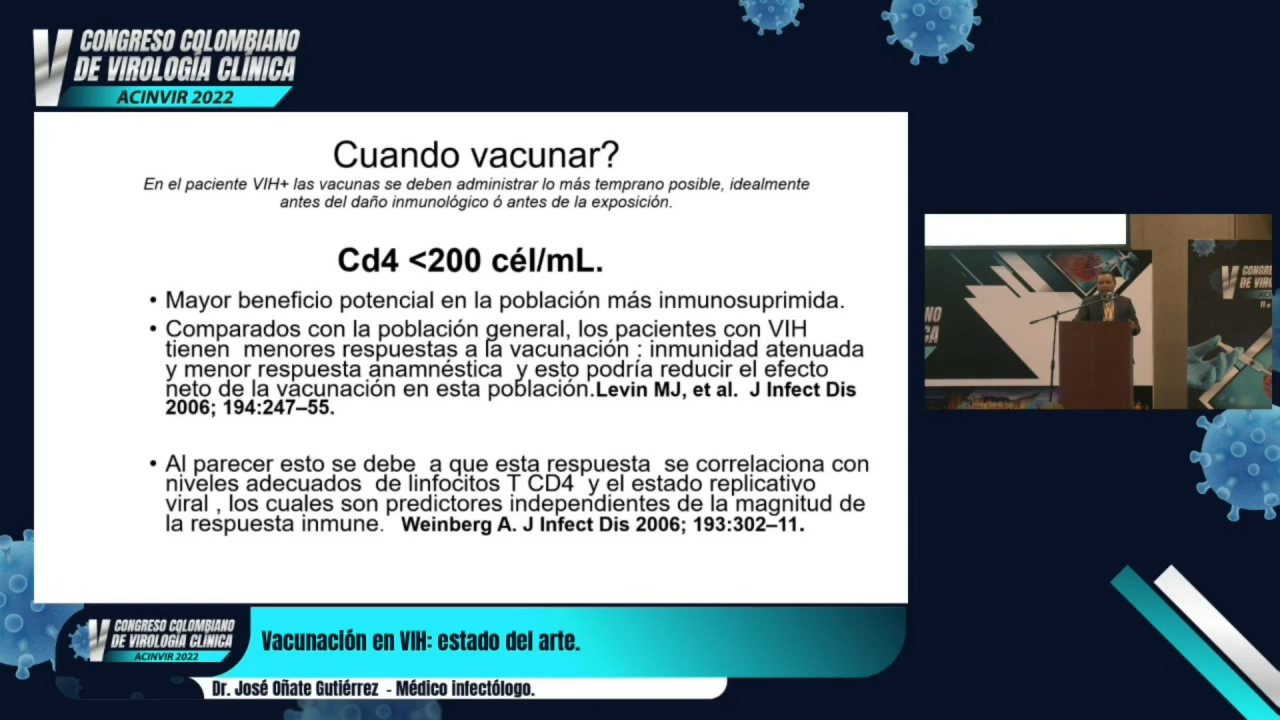 V CONGRESO COLOMBIANO
DE VIROLOGÍA CLÍNICA
ACINVIR 2022
Cuando vacunar?
En el paciente VIH+ las vacunas se deben administrar lo más temprano posible, idealmente
antes del daño inmunológico ó antes de la exposición.
Cd4 <200 cél/mL.
• Mayor beneficio potencial en la población más inmunosuprimida.
• Comparados con la población general, los pacientes con VIH
tienen menores respuestas a la vacunación : inmunidad atenuada
y menor respuesta anamnéstica y esto podría reducir el efecto
neto de la vacunación en esta población.Levin MJ, et al. J Infect Dis
2006; 194:247–55.
• Al parecer esto se debe a que esta respuesta se correlaciona con
niveles adecuados de linfocitos T CD4 y el estado replicativo
viral , los cuales son predictores independientes de la magnitud de
la respuesta inmune. Weinberg A. J Infect Dis 2006; 193:302–11.
V CONGRESO COLOMBIANO
DE VIROLOGÍA CLÍNICA
ACINVIR 2022
Vacunación en VIH: estado del arte.
Dr. José Oñate Gutiérrez - Médico infectólogo.